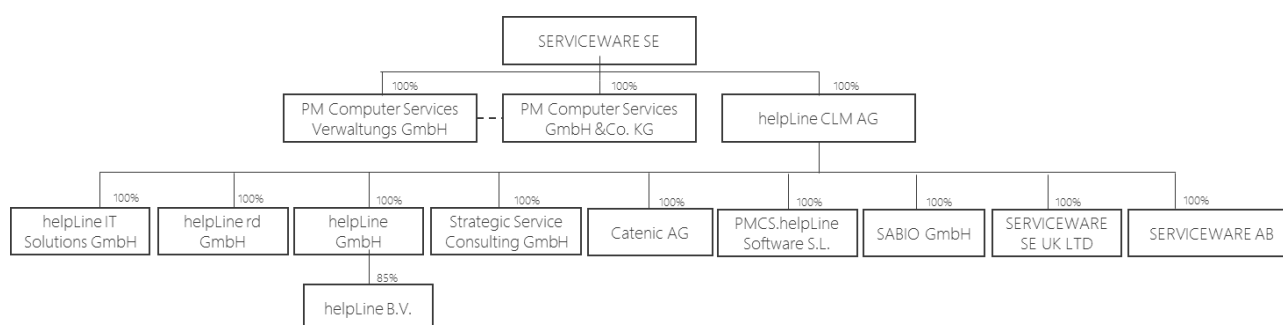 SERVICEWARE SE
100%
100%
100%
PM Computer Services
Verwaltungs GmbH
PM Computer Services
GmbH &Co. KG
helpLine CLM AG
100%
100%
100%
100%
100%
100%
100%
100%
100%
helpLine IT
Solutions GmbH
helpLine rd
GmbH
helpLine
GmbH
Strategic Service
Consulting GmbH
Catenic AG
PMCS.helpLine
Software S.L.
SABIO GmbH
SERVICEWARE
SE UK LTD
SERVICEWARE AB
85%
helpLine B.V.